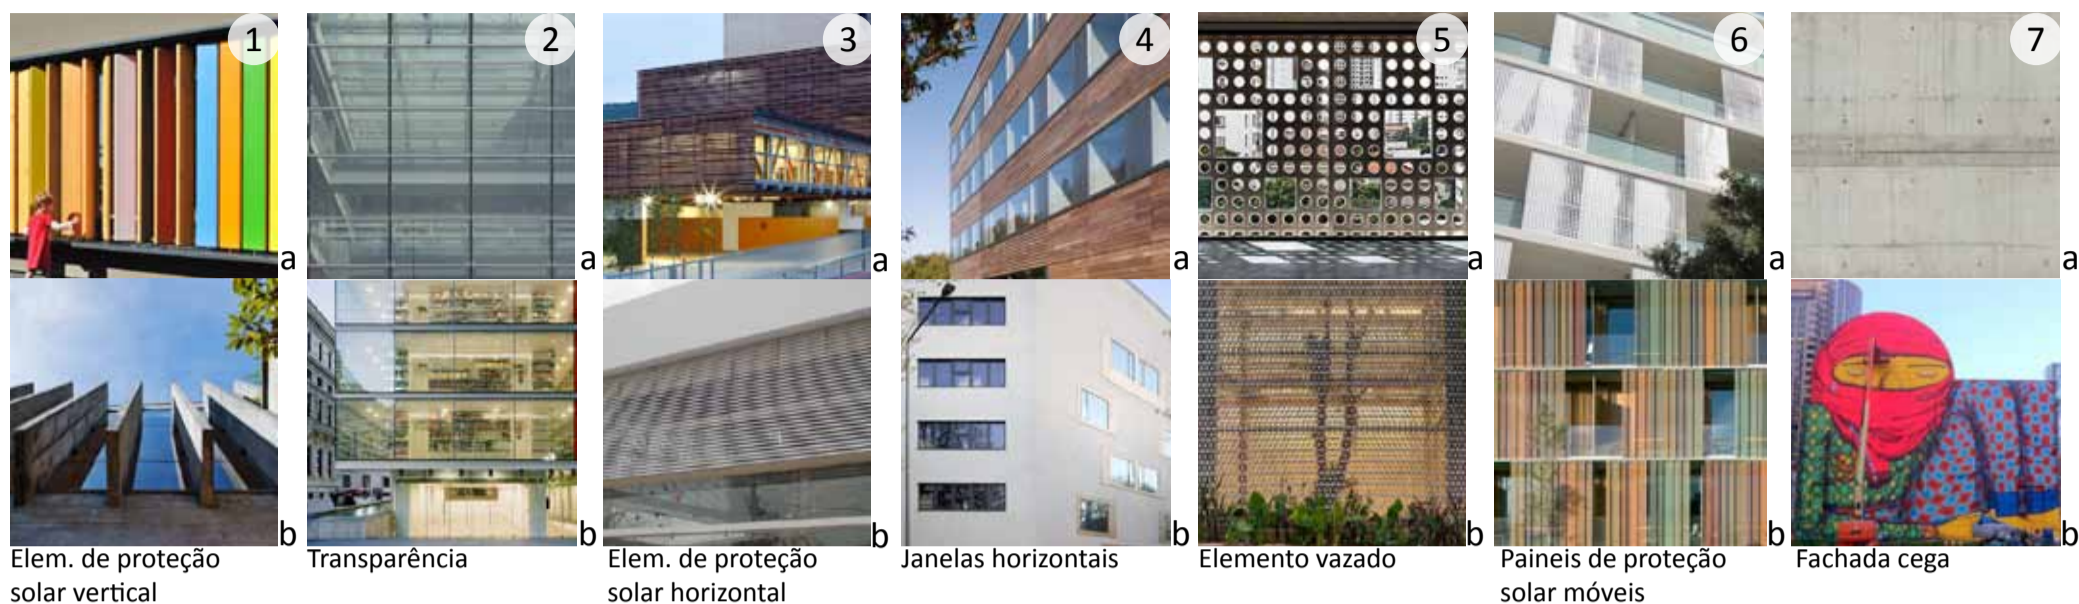 1
2
3
4
5
6
7
a
a
a
a
a
a
a
b
b
b
b
b
b
b
Elem. de proteção
solar vertical
Transparência
Elem. de proteção
solar horizontal
Janelas horizontais
Elemento vazado
Paineis de proteção
solar móveis
Fachada cega